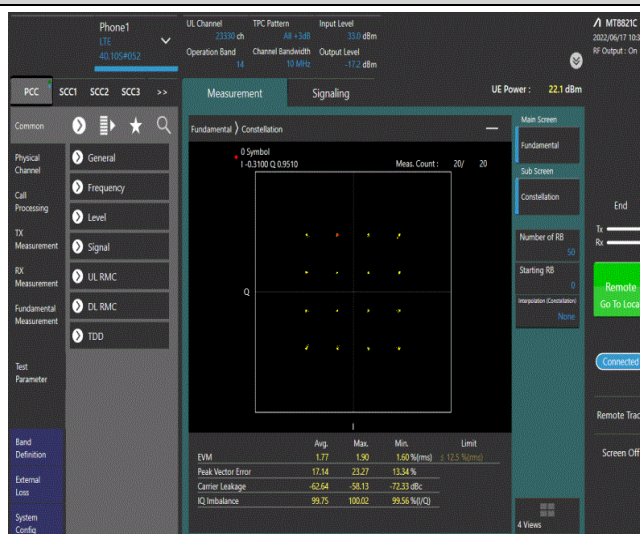 Phone1
LTE
40.105#052
UL Channel
23330 ch
TPC Pattern
All +3dB
Input Level
33.0 dBm
Operation Band
14
Channel Bandwidth
10 MHz
Output Level
-17.2 dBm
MT8821C
2022/06/17 10:3
RF Output : On
PCC SCC1 SCC2 SCC3 >>
Measurement
Signaling
UE Power : 22.1 dBm
Common
Physical
Channel
Call
Processing
TX
Measurement
RX
Measurement
Fundamental
Measurement
Test
Parameter
Band
Definition
External
Loss
System
Config
General
Frequency
Level
Signal
UL RMC
DL RMC
TDD
Fundamental Constellation
0 Symbol
I -0.3100 Q 0.9510
Meas. Count : 20/ 20
Q
I
Avg. Max. Min. Limit
EVM 1.77 1.90 1.60 %(rms) ≤ 12.5 %(rms)
Peak Vector Error 17.14 23.27 13.34 %
Carrier Leakage -62.64 -58.13 -72.33 dBc
IQ Imbalance 99.75 100.02 99.56 %(I/Q)
Main Screen
Fundamental
Sub Screen
Constellation
Number of RB
50
Starting RB
0
Interpolation (Constellation)
None
4 Views
End
Tx
Rx
Remote
Go To Loca
Connected
Remote Trac
Screen Off